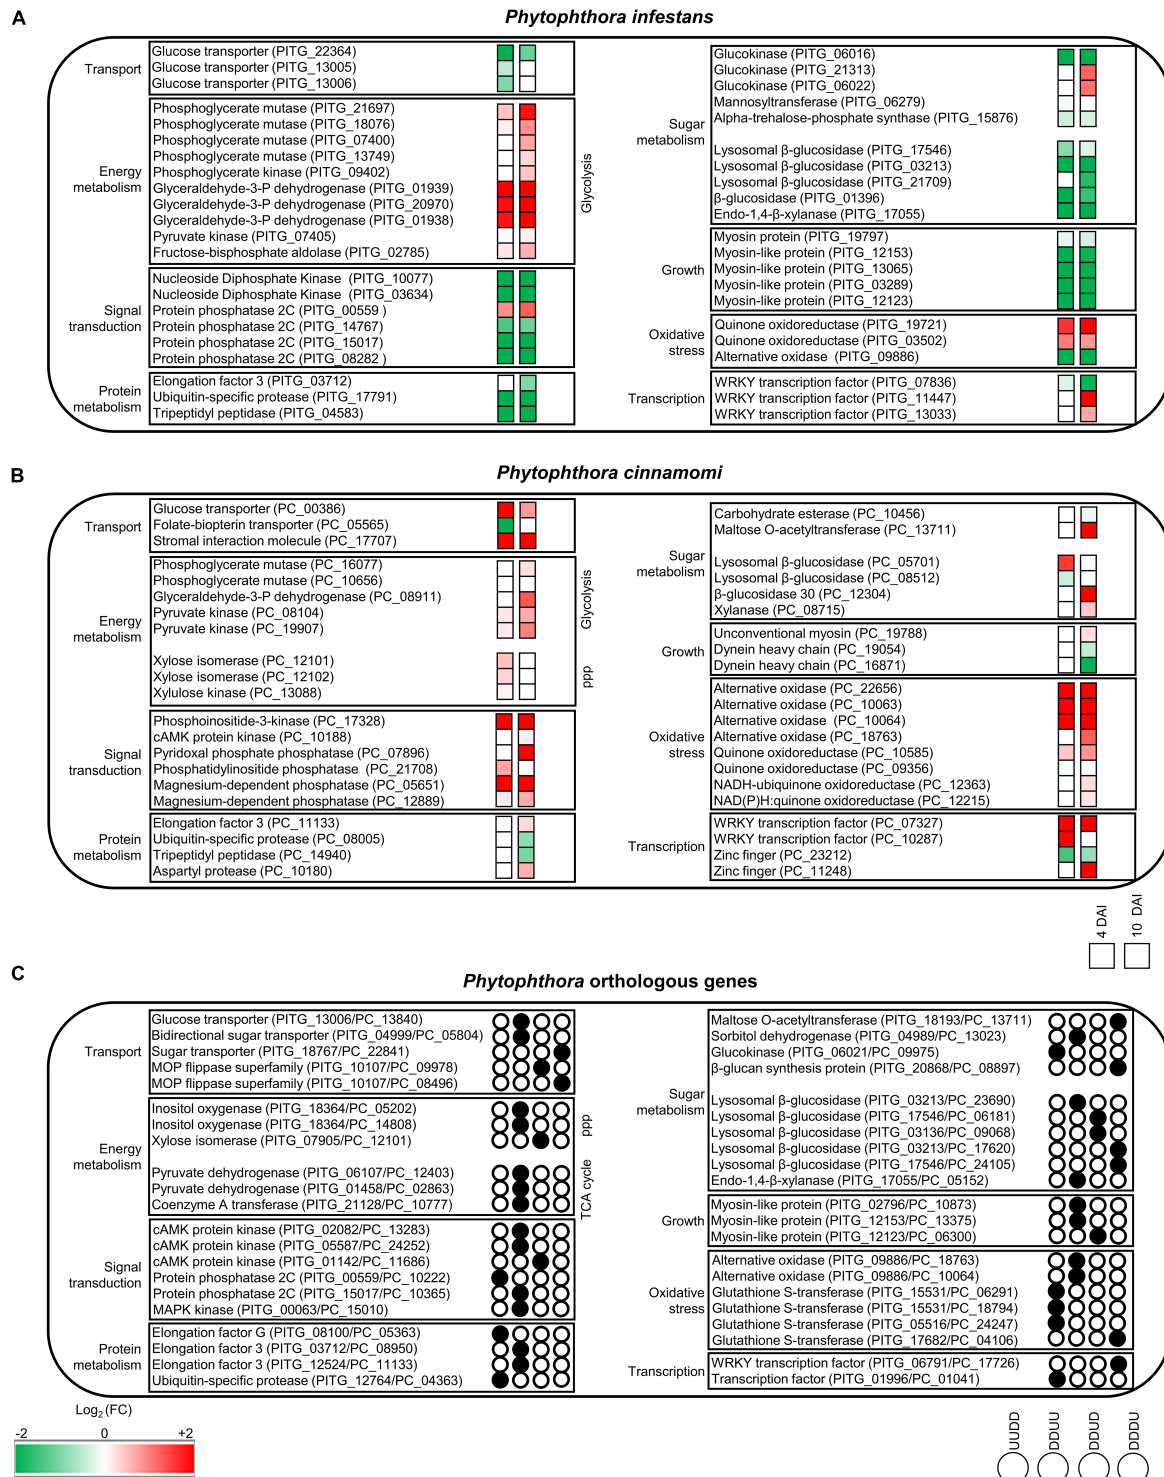 A
Phytophthora infestans
Transport
Glucose transporter (PITG_22364)
Glucose transporter (PITG_13005)
Glucose transporter (PITG_13006)
Energy
metabolism
Phosphoglycerate mutase (PITG_21697)
Phosphoglycerate mutase (PITG_18076)
Phosphoglycerate mutase (PITG_07400)
Phosphoglycerate mutase (PITG_13749)
Phosphoglycerate kinase (PITG_09402)
Glyceraldehyde-3-P dehydrogenase (PITG_01939)
Glyceraldehyde-3-P dehydrogenase (PITG_20970)
Glyceraldehyde-3-P dehydrogenase (PITG_01938)
Pyruvate kinase (PITG_07405)
Fructose-bisphosphate aldolase (PITG_02785)
Glycolysis
Signal
transduction
Nucleoside Diphosphate Kinase (PITG_10077)
Nucleoside Diphosphate Kinase (PITG_03634)
Protein phosphatase 2C (PITG_00559 )
Protein phosphatase 2C (PITG_14767)
Protein phosphatase 2C (PITG_15017)
Protein phosphatase 2C (PITG_08282 )
Protein
metabolism
Elongation factor 3 (PITG_03712)
Ubiquitin-specific protease (PITG_17791)
Tripeptidyl peptidase (PITG_04583)
Sugar
metabolism
Glucokinase (PITG_06016)
Glucokinase (PITG_21313)
Glucokinase (PITG_06022)
Mannosyltransferase (PITG_06279)
Alpha-trehalose-phosphate synthase (PITG_15876)
Lysosomal β-glucosidase (PITG_17546)
Lysosomal β-glucosidase (PITG_03213)
Lysosomal β-glucosidase (PITG_21709)
β-glucosidase (PITG_01396)
Endo-1,4-β-xylanase (PITG_17055)
Growth
Myosin protein (PITG_19797)
Myosin-like protein (PITG_12153)
Myosin-like protein (PITG_13065)
Myosin-like protein (PITG_03289)
Myosin-like protein (PITG_12123)
Oxidative
stress
Quinone oxidoreductase (PITG_19721)
Quinone oxidoreductase (PITG_03502)
Alternative oxidase (PITG_09886)
Transcription
WRKY transcription factor (PITG_07836)
WRKY transcription factor (PITG_11447)
WRKY transcription factor (PITG_13033)
B
Phytophthora cinnamomi
Transport
Glucose transporter (PC_00386)
Folate-biopterin transporter (PC_05565)
Stromal interaction molecule (PC_17707)
Energy
metabolism
Phosphoglycerate mutase (PC_16077)
Phosphoglycerate mutase (PC_10656)
Glyceraldehyde-3-P dehydrogenase (PC_08911)
Pyruvate kinase (PC_08104)
Pyruvate kinase (PC_19907)
Glycolysis
Xylose isomerase (PC_12101)
Xylose isomerase (PC_12102)
Xylulose kinase (PC_13088)
ppp
Signal
transduction
Phosphoinositide-3-kinase (PC_17328)
cAMK protein kinase (PC_10188)
Pyridoxal phosphate phosphatase (PC_07896)
Phosphatidylinositide phosphatase (PC_21708)
Magnesium-dependent phosphatase (PC_05651)
Magnesium-dependent phosphatase (PC_12889)
Protein
metabolism
Elongation factor 3 (PC_11133)
Ubiquitin-specific protease (PC_08005)
Tripeptidyl peptidase (PC_14940)
Aspartyl protease (PC_10180)
Sugar
metabolism
Carbohydrate esterase (PC_10456)
Maltose O-acetyltransferase (PC_13711)
Lysosomal β-glucosidase (PC_05701)
Lysosomal β-glucosidase (PC_08512)
β-glucosidase 30 (PC_12304)
Xylanase (PC_08715)
Growth
Unconventional myosin (PC_19788)
Dynein heavy chain (PC_19054)
Dynein heavy chain (PC_16871)
Oxidative
stress
Alternative oxidase (PC_22656)
Alternative oxidase (PC_10063)
Alternative oxidase (PC_10064)
Alternative oxidase (PC_18763)
Quinone oxidoreductase (PC_10585)
Quinone oxidoreductase (PC_09356)
NADH-ubiquinone oxidoreductase (PC_12363)
NAD(P)H:quinone oxidoreductase (PC_12215)
Transcription
WRKY transcription factor (PC_07327)
WRKY transcription factor (PC_10287)
Zinc finger (PC_23212)
Zinc finger (PC_11248)
4 DAI
10 DAI
C
Phytophthora orthologous genes
Transport
Glucose transporter (PITG_13006/PC_13840)
Bidirectional sugar transporter (PITG_04999/PC_05804)
Sugar transporter (PITG_18767/PC_22841)
MOP flippase superfamily (PITG_10107/PC_09978)
MOP flippase superfamily (PITG_10107/PC_08496)
Energy
metabolism
Inositol oxygenase (PITG_18364/PC_05202)
Inositol oxygenase (PITG_18364/PC_14808)
Xylose isomerase (PITG_07905/PC_12101)
ppp
Pyruvate dehydrogenase (PITG_06107/PC_12403)
Pyruvate dehydrogenase (PITG_01458/PC_02863)
Coenzyme A transferase (PITG_21128/PC_10777)
TCA cycle
Signal
transduction
cAMK protein kinase (PITG_02082/PC_13283)
cAMK protein kinase (PITG_05587/PC_24252)
cAMK protein kinase (PITG_01142/PC_11686)
Protein phosphatase 2C (PITG_00559/PC_10222)
Protein phosphatase 2C (PITG_15017/PC_10365)
MAPK kinase (PITG_00063/PC_15010)
Protein
metabolism
Elongation factor G (PITG_08100/PC_05363)
Elongation factor 3 (PITG_03712/PC_08950)
Elongation factor 3 (PITG_12524/PC_11133)
Ubiquitin-specific protease (PITG_12764/PC_04363)
Sugar
metabolism
Maltose O-acetyltransferase (PITG_18193/PC_13711)
Sorbitol dehydrogenase (PITG_04989/PC_13023)
Glucokinase (PITG_06021/PC_09975)
β-glucan synthesis protein (PITG_20868/PC_08897)
Lysosomal β-glucosidase (PITG_03213/PC_23690)
Lysosomal β-glucosidase (PITG_17546/PC_06181)
Lysosomal β-glucosidase (PITG_03136/PC_09068)
Lysosomal β-glucosidase (PITG_03213/PC_17620)
Lysosomal β-glucosidase (PITG_17546/PC_24105)
Endo-1,4-β-xylanase (PITG_17055/PC_05152)
Growth
Myosin-like protein (PITG_02796/PC_10873)
Myosin-like protein (PITG_12153/PC_13375)
Myosin-like protein (PITG_12123/PC_06300)
Oxidative
stress
Alternative oxidase (PITG_09886/PC_18763)
Alternative oxidase (PITG_09886/PC_10064)
Glutathione S-transferase (PITG_15531/PC_06291)
Glutathione S-transferase (PITG_15531/PC_18794)
Glutathione S-transferase (PITG_05516/PC_24247)
Glutathione S-transferase (PITG_17682/PC_04106)
Transcription
WRKY transcription factor (PITG_06791/PC_17726)
Transcription factor (PITG_01996/PC_01041)
Log2 (FC)
-2 0 +2
UUDD
DDUU
DDUD
DDDU